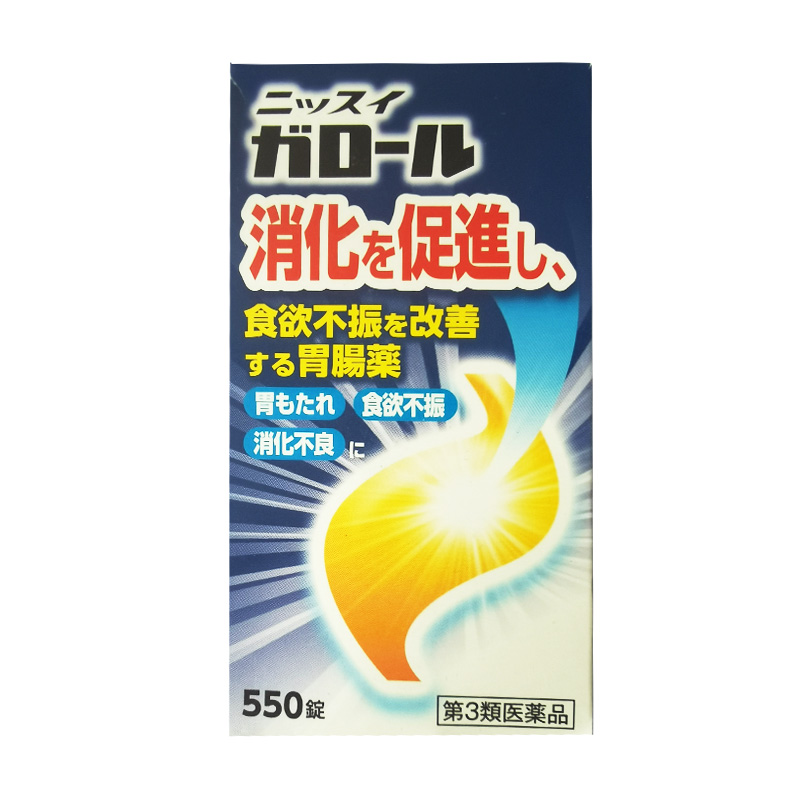 ニッスイ
ガロール
消化を促進し、
食欲不振を改善
する胃腸薬
胃もたれ 食欲不振
消化不良に
550錠
第3類医薬品